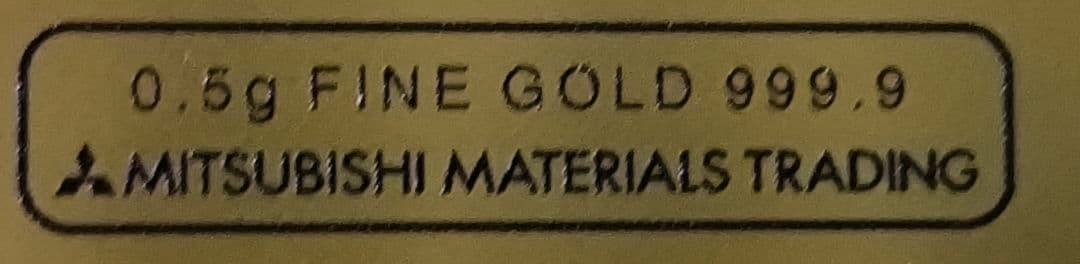 0.5g FINE GOLD 999.9
MITSUBISHI MATERIALS TRADING